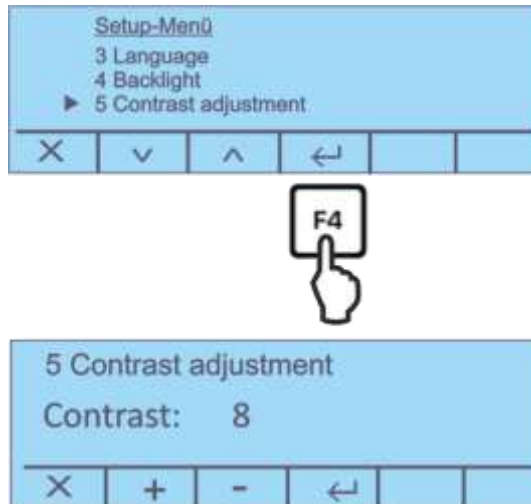 Setup-Menü
3 Language
4 Backlight
▶ 5 Contrast adjustment
F4
5 Contrast adjustment
Contrast: 8
+ -